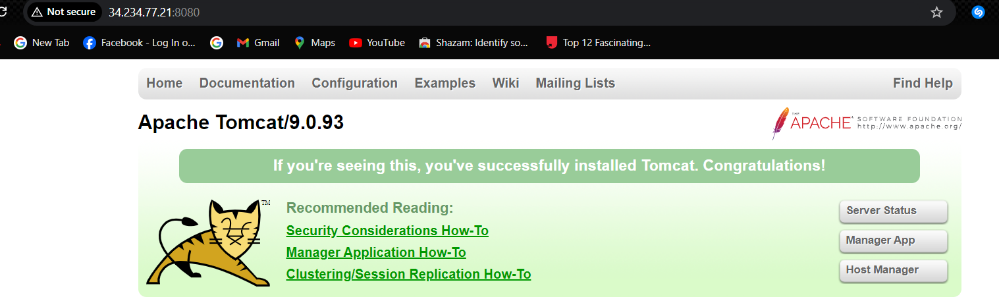 Not secure 34.234.77.21:8080
New Tab Facebook - Log In o... Gmail Maps YouTube Shazam: Identify so... Top 12 Fascinating...
Home Documentation Configuration Examples Wiki Mailing Lists Find Help
Apache Tomcat/9.0.93
THE APACHE SOFTWARE FOUNDATION
http://www.apache.org/
If you're seeing this, you've successfully installed Tomcat. Congratulations!
TM
Recommended Reading:
Security Considerations How-To
Manager Application How-To
Clustering/Session Replication How-To
Server Status
Manager App
Host Manager